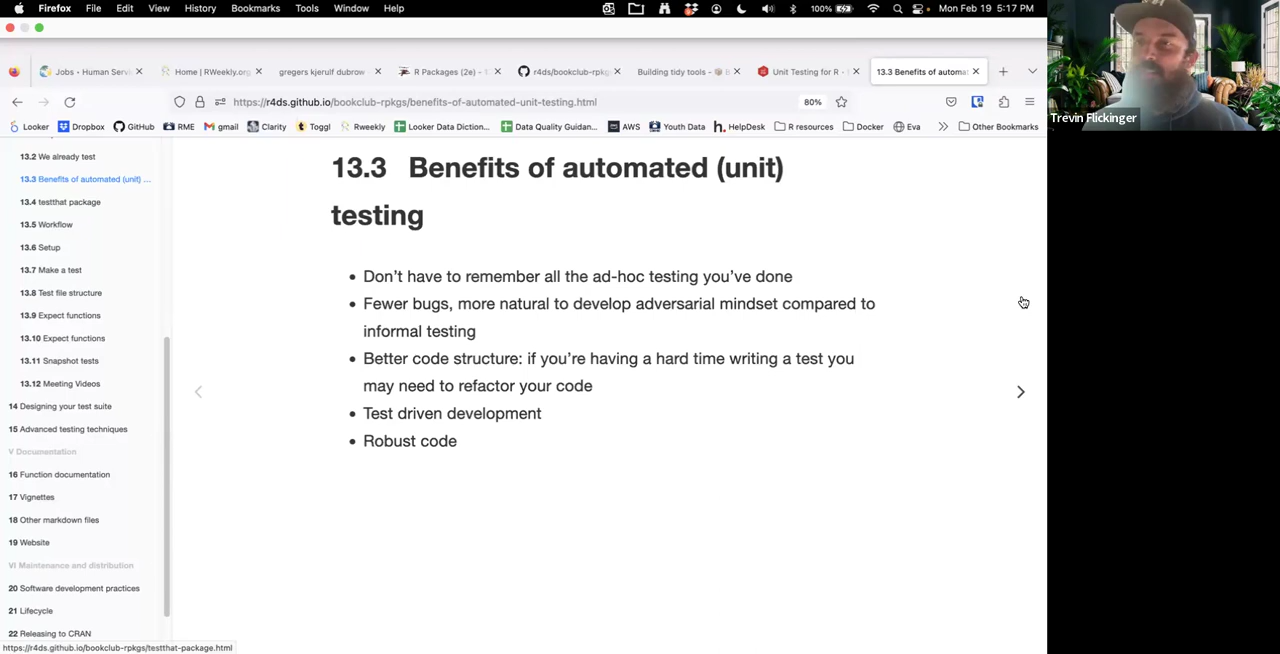 Firefox File Edit View History Bookmarks Tools Window Help 100% Mon Feb 19 5:17 PM
Jobs - Human Serv Home | RWeekly.org gregers kjerulf dubrow R Packages (2e) - r4ds/bookclub-rpkgs Building tidy tools - Unit Testing for R - 13.3 Benefits of automat
https://r4ds.github.io/bookclub-rpkgs/benefits-of-automated-unit-testing.html 80%
Looker Dropbox GitHub RME gmail Clarity Toggl Rweekly Looker Data Diction... Data Quality Guidan... AWS Youth Data HelpDesk R resources Docker Eva Other Bookmarks
Trevin Flickinger
13.2 We already test
13.3 Benefits of automated (unit) ...
13.4 testthat package
13.5 Workflow
13.6 Setup
13.7 Make a test
13.8 Test file structure
13.9 Expect functions
13.10 Expect functions
13.11 Snapshot tests
13.12 Meeting Videos
14 Designing your test suite
15 Advanced testing techniques
V Documentation
16 Function documentation
17 Vignettes
18 Other markdown files
19 Website
VI Maintenance and distribution
20 Software development practices
21 Lifecycle
22 Releasing to CRAN
13.3 Benefits of automated (unit)
testing
• Don’t have to remember all the ad-hoc testing you’ve done
• Fewer bugs, more natural to develop adversarial mindset compared to
informal testing
• Better code structure: if you’re having a hard time writing a test you
may need to refactor your code
• Test driven development
• Robust code
https://r4ds.github.io/bookclub-rpkgs/testthat-package.html